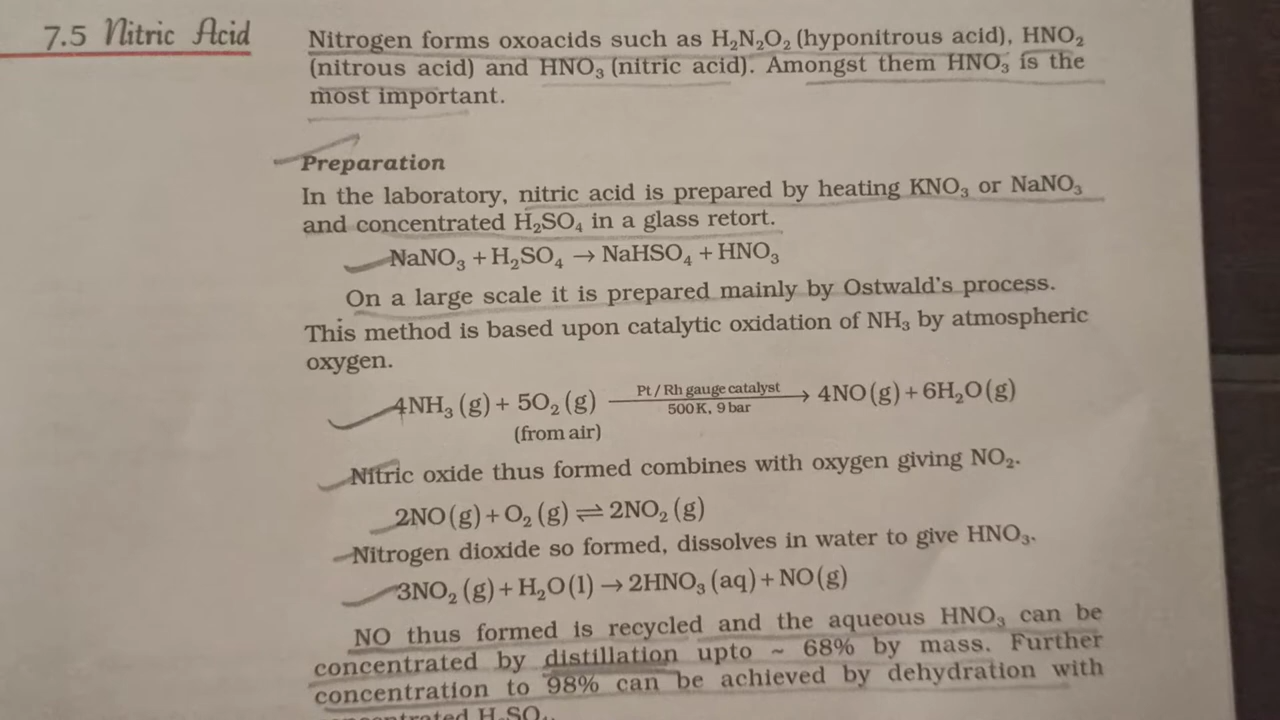 7.5 Nitric Acid
Nitrogen forms oxoacids such as H₂N₂O₂ (hyponitrous acid), HNO₂
(nitrous acid) and HNO₃ (nitric acid). Amongst them HNO₃ is the
most important.
Preparation
In the laboratory, nitric acid is prepared by heating KNO₃ or NaNO₃
and concentrated H₂SO₄ in a glass retort.
NaNO₃ + H₂SO₄ → NaHSO₄ + HNO₃
On a large scale it is prepared mainly by Ostwald's process.
This method is based upon catalytic oxidation of NH₃ by atmospheric
oxygen.
Pt / Rh gauge catalyst
4NH₃ (g) + 5O₂ (g) → 4NO (g) + 6H₂O (g)
500 K, 9 bar
(from air)
Nitric oxide thus formed combines with oxygen giving NO₂.
2NO (g) + O₂ (g) ⇌ 2NO₂ (g)
Nitrogen dioxide so formed, dissolves in water to give HNO₃.
3NO₂ (g) + H₂O (l) → 2HNO₃ (aq) + NO (g)
NO thus formed is recycled and the aqueous HNO₃ can be
concentrated by distillation upto ~ 68% by mass. Further
concentration to 98% can be achieved by dehydration with
H₂SO₄.